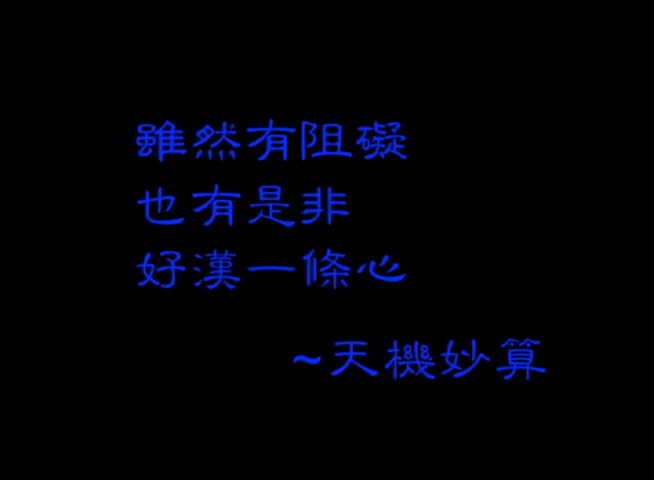 雖然有阻礙
也有是非
好漢一條心
~天機妙算